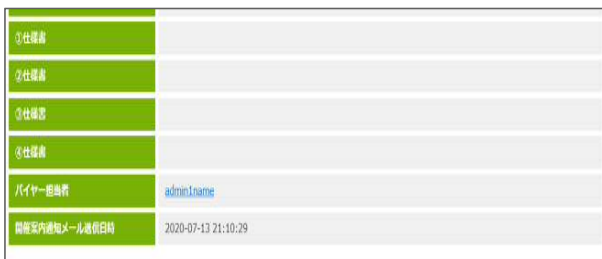 ①仕様書
②仕様書
③仕様書
④仕様書
バイヤー担当者 admin1name
開催案内通知メール送信日時 2020-07-13 21:10:29